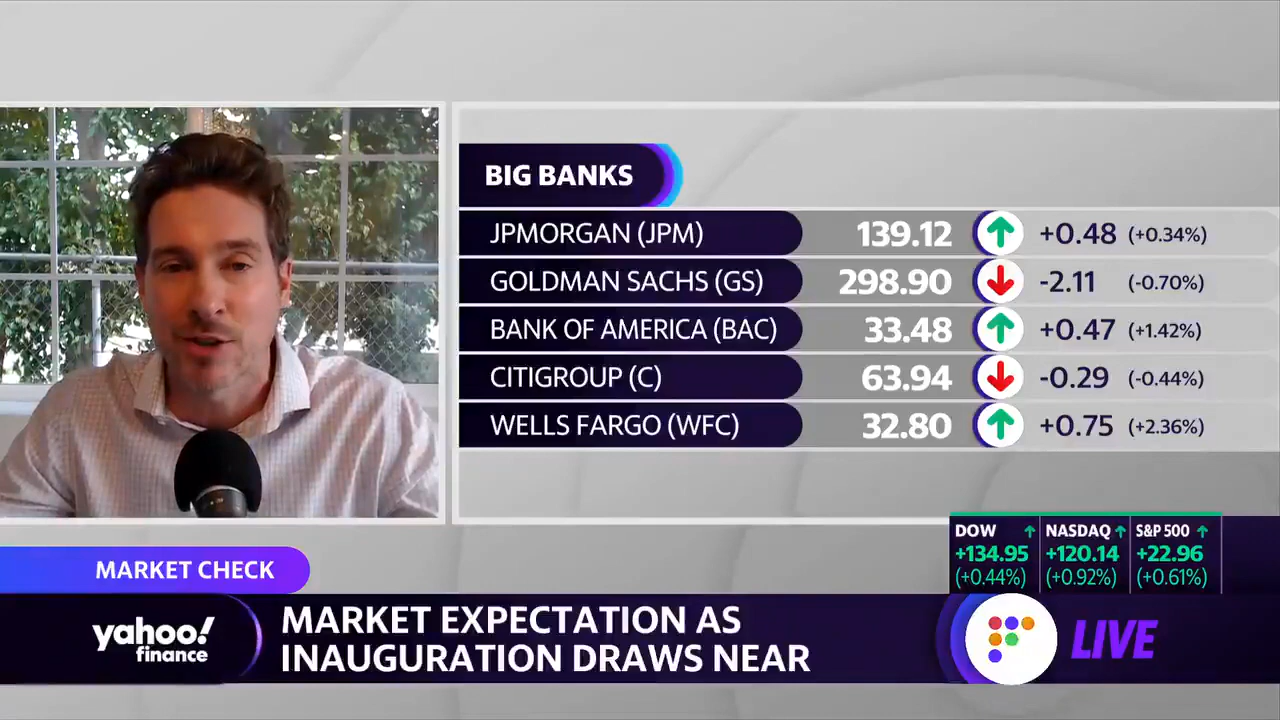 BIG BANKS
JPMORGAN (JPM) 139.12 +0.48 (+0.34%)
GOLDMAN SACHS (GS) 298.90 -2.11 (-0.70%)
BANK OF AMERICA (BAC) 33.48 +0.47 (+1.42%)
CITIGROUP (C) 63.94 -0.29 (-0.44%)
WELLS FARGO (WFC) 32.80 +0.75 (+2.36%)
DOW NASDAQ S&P 500
+134.95 +120.14 +22.96
(+0.44%) (+0.92%) (+0.61%)
MARKET CHECK
yahoo!
finance
MARKET EXPECTATION AS
INAUGURATION DRAWS NEAR
LIVE